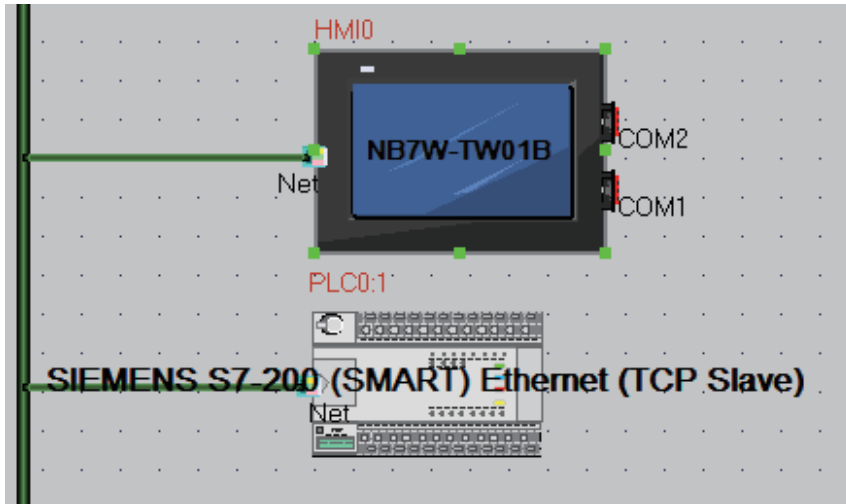 HMI0
NB7W-TW01B
COM2
Net
COM1
PLC0:1
SIEMENS S7-200 (SMART) Ethernet (TCP Slave)
Net